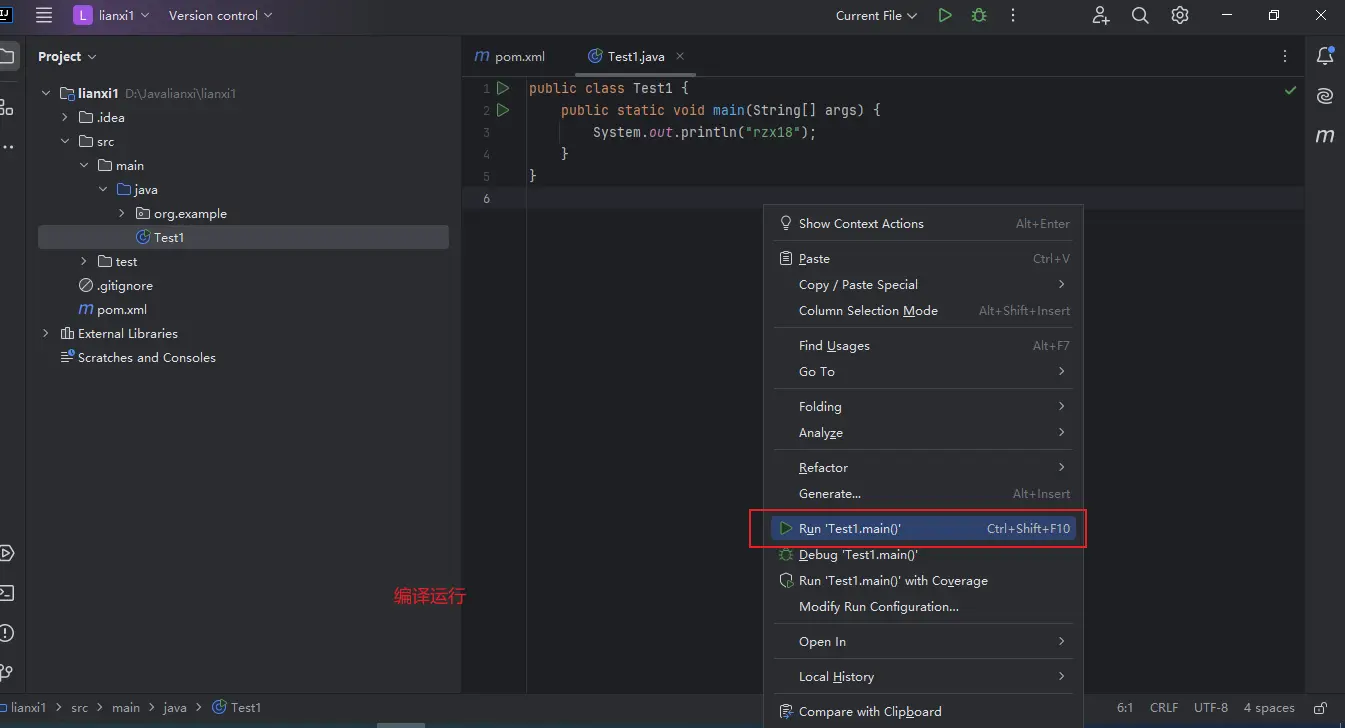 L lianxi1 Version control Current File
Project
pom.xml Test1.java
lianxi1 D:\Javalianxi\lianxi1
.idea
src
main
java
org.example
Test1
test
.gitignore
m pom.xml
External Libraries
Scratches and Consoles
1 public class Test1 {
2 public static void main(String[] args) {
3 System.out.println("rzx18");
4 }
5 }
6
Show Context Actions Alt+Enter
Paste Ctrl+V
Copy / Paste Special
Column Selection Mode Alt+Shift+Insert
Find Usages Alt+F7
Go To
Folding
Analyze
Refactor
Generate... Alt+Insert
Run 'Test1.main()' Ctrl+Shift+F10
Debug 'Test1.main()'
Run 'Test1.main()' with Coverage
Modify Run Configuration...
Open In
Local History
Compare with Clipboard
编译运行
lianxi1 > src > main > java > Test1 6:1 CRLF UTF-8 4 spaces